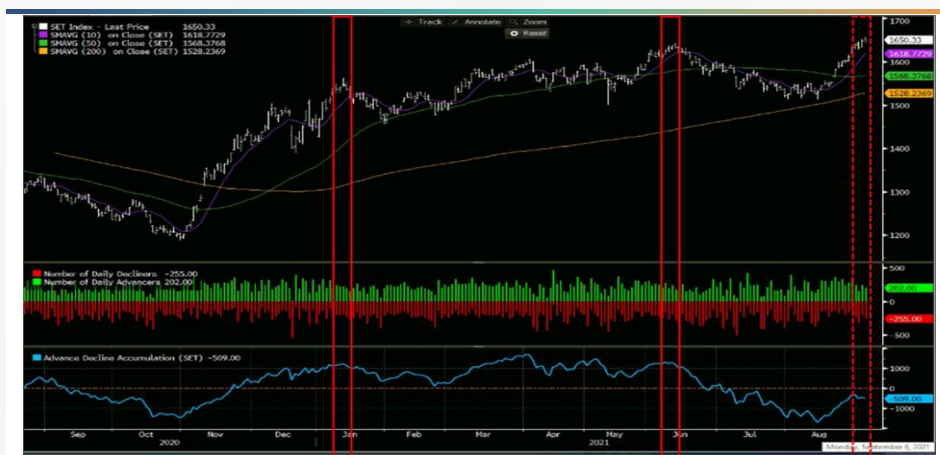 Track Annotate Zoom
Reset
SET Index - Last Price 1650.33
SMAVG (10) on Close (SET) 1618.7729
SMAVG (50) on Close (SET) 1568.3768
SMAVG (200) on Close (SET) 1528.2369
1700
1650.33
1618.7729
1600
1568.3768
1528.2369
1500
1400
1300
1200
Number of Daily Decliners -255.00
Number of Daily Advancers 202.00
500
202.00
0
-255.00
-500
Advance Decline Accumulation (SET) -509.00
1000
0
-509.00
-1000
Sep Oct Nov Dec Jan Feb Mar Apr May Jun Jul Aug
2020 2021
Monday, September 6, 2021